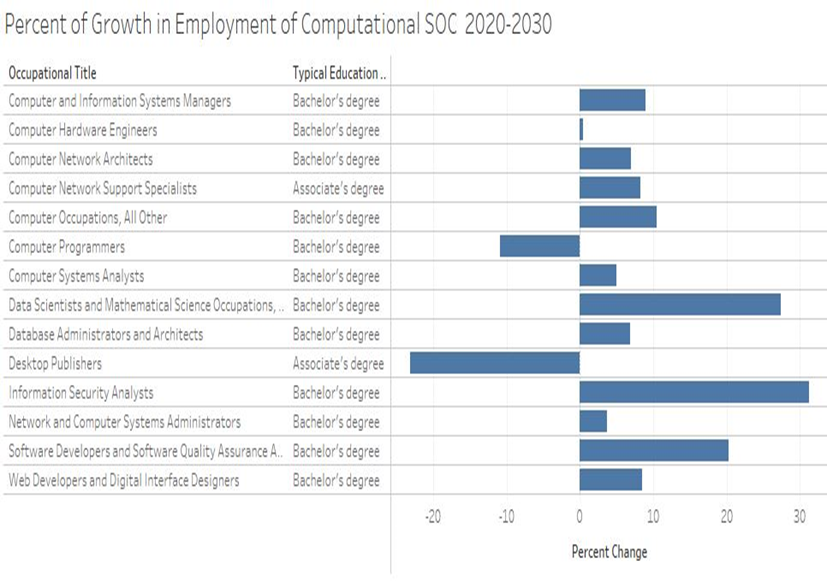 Percent of Growth in Employment of Computational SOC 2020-2030
Occupational Title Typical Education ..
Computer and Information Systems Managers Bachelor's degree
Computer Hardware Engineers Bachelor's degree
Computer Network Architects Bachelor's degree
Computer Network Support Specialists Associate's degree
Computer Occupations, All Other Bachelor's degree
Computer Programmers Bachelor's degree
Computer Systems Analysts Bachelor's degree
Data Scientists and Mathematical Science Occupations, .. Bachelor's degree
Database Administrators and Architects Bachelor's degree
Desktop Publishers Associate's degree
Information Security Analysts Bachelor's degree
Network and Computer Systems Administrators Bachelor's degree
Software Developers and Software Quality Assurance A.. Bachelor's degree
Web Developers and Digital Interface Designers Bachelor's degree
-20 -10 0 10 20 30
Percent Change